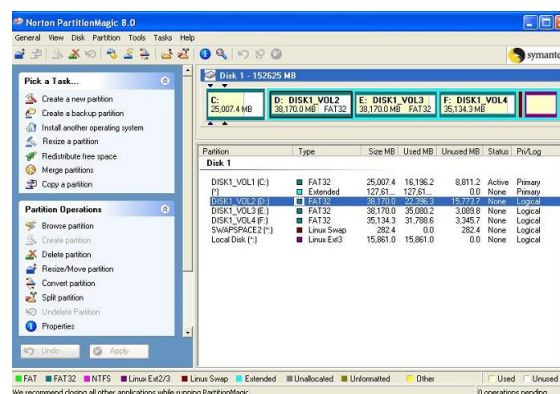 Norton PartitionMagic 8.0
General View Disk Partition Tools Tasks Help
symante
Pick a Task...
Create a new partition
Create a backup partition
Install another operating system
Resize a partition
Redistribute free space
Merge partitions
Copy a partition
Partition Operations
Browse partition
Create partition
Delete partition
Resize/Move partition
Convert partition
Split partition
Undelete Partition
Properties
Undo Apply
Disk 1 - 152625 MB
C: D: DISK1_VOL2 E: DISK1_VOL3 F: DISK1_VOL4
25,007.4 MB 38,170.0 MB FAT32 38,170.0 MB FAT32 35,134.3 MB
Partition Type Size MB Used MB Unused MB Status Pri/Log
Disk 1
DISK1_VOL1 (C:) FAT32 25,007.4 16,196.2 8,811.2 Active Primary
(*) Extended 127,61... 127,61... 0.0 None Primary
DISK1_VOL2 (D:) FAT32 38,170.0 22,396.3 15,773.7 None Logical
DISK1_VOL3 (E:) FAT32 38,170.0 35,080.2 3,089.8 None Logical
DISK1_VOL4 (F:) FAT32 35,134.3 31,788.6 3,345.7 None Logical
SWAPSPACE2 (*:) Linux Swap 282.4 0.0 282.4 None Logical
Local Disk (*:) Linux Ext3 15,861.0 15,861.0 0.0 None Logical
FAT FAT32 NTFS Linux Ext2/3 Linux Swap Extended Unallocated Unformatted Other Used Unused
We recommend closing all other applications while running PartitionMagic. 0 operations pending